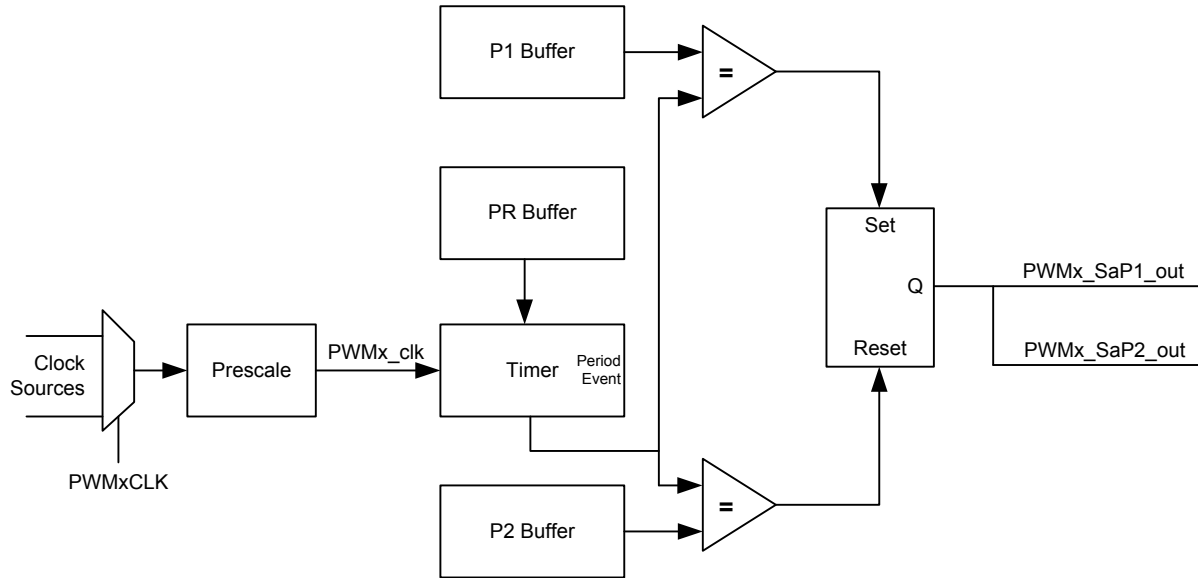 P1 Buffer
=
PR Buffer
Set
Q
PWMx_SaP1_out
Clock
Sources
Prescale
PWMx_clk
Timer
Period
Event
Reset
PWMx_SaP2_out
PWMxCLK
P2 Buffer
=